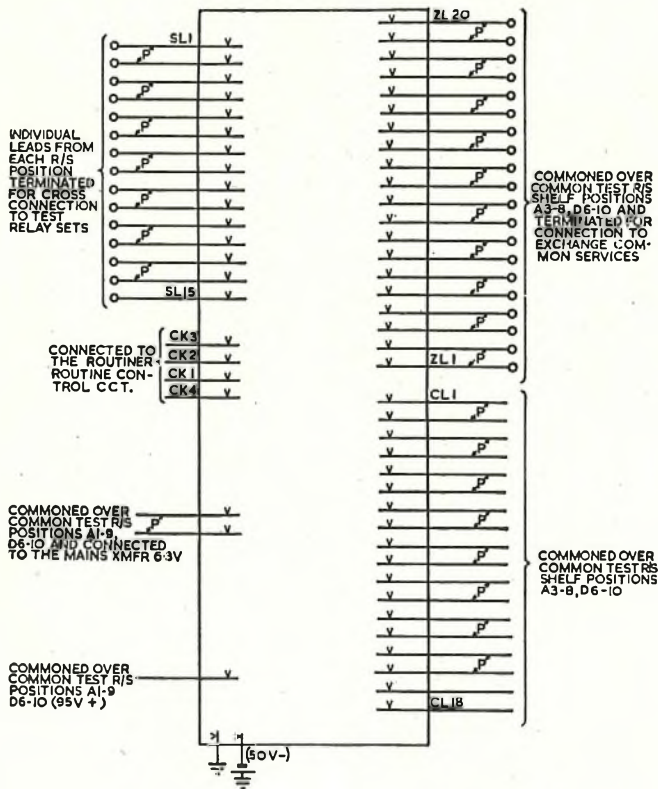 SL1
INDIVIDUAL
LEADS FROM
EACH R/S
POSITION
TERMINATED
FOR CROSS
CONNECTION
TO TEST
RELAY SETS
SL15
CK3
CK2
CK1
CK4
CONNECTED TO
THE ROUTINER
ROUTINE CON-
TROL CCT.
COMMONED OVER
COMMON TEST R/S
POSITIONS A1-9,
D6-10 AND CONNECTED
TO THE MAINS XMFR 6·3V
P
COMMONED OVER
COMMON TEST R/S
POSITIONS A1-9
D6-10 (95V +)
(50V-)
ZL20
COMMONED OVER
COMMON TEST R/S
SHELF POSITIONS
A3-8, D6-10 AND
TERMINATED FOR
CONNECTION TO
EXCHANGE COM-
MON SERVICES
ZL1
CL1
COMMONED OVER
COMMON TEST R/S
SHELF POSITIONS
A3-8, D6-10
CL18